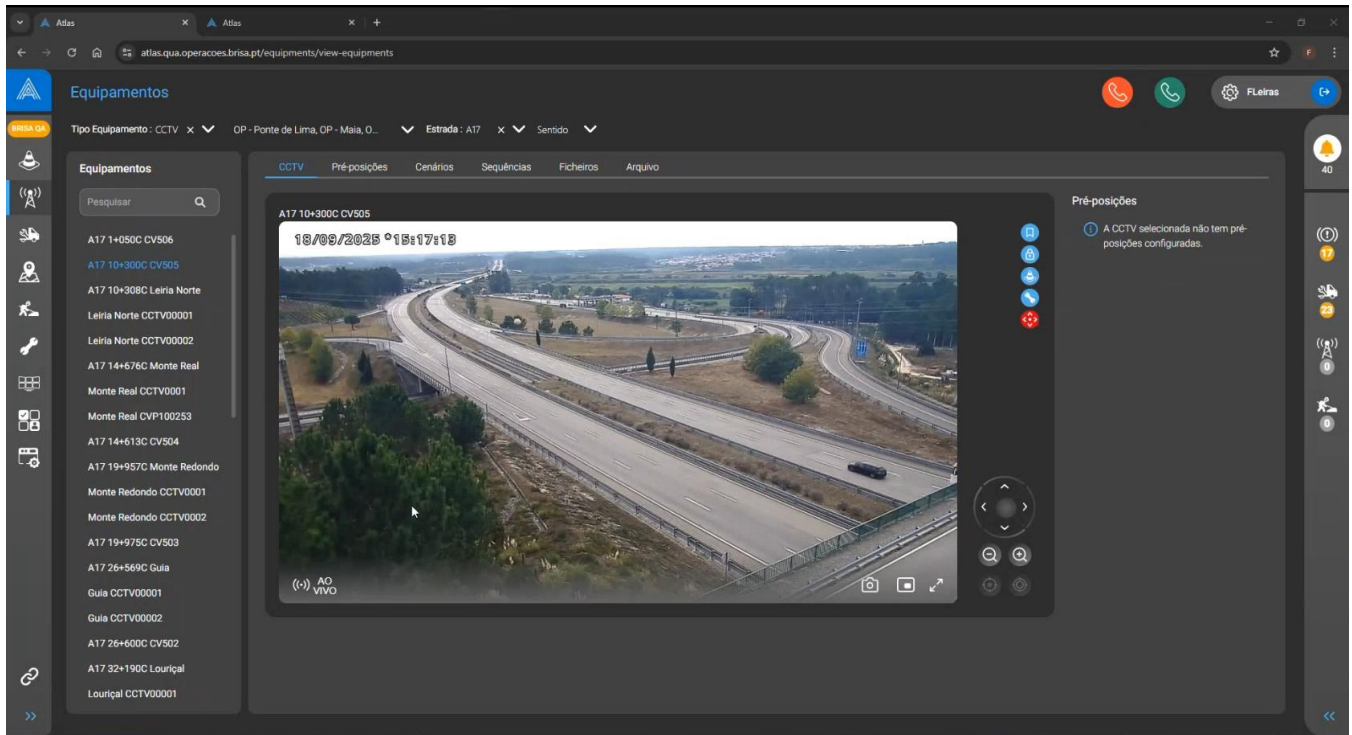 Atlas
Atlas
atlas.qua.operacoes.brisa.pt/equipments/view-equipments
F
Equipamentos
FLeiras
BRISA QA
Tipo Equipamento : CCTV
OP - Ponte de Lima, OP - Maia, O...
Estrada : A17
Sentido
Equipamentos
Pesquisar
A17 1+050C CV506
A17 10+300C CV505
A17 10+308C Leiria Norte
Leiria Norte CCTV00001
Leiria Norte CCTV00002
A17 14+676C Monte Real
Monte Real CCTV0001
Monte Real CVP100253
A17 14+613C CV504
A17 19+957C Monte Redondo
Monte Redondo CCTV0001
Monte Redondo CCTV0002
A17 19+975C CV503
A17 26+569C Guia
Guia CCTV00001
Guia CCTV00002
A17 26+600C CV502
A17 32+190C Louriçal
Louriçal CCTV00001
CCTV
Pré-posições
Cenários
Sequências
Ficheiros
Arquivo
A17 10+300C CV505
18/09/2025 °15:17:13
AO
VIVO
Pré-posições
A CCTV selecionada não tem pré-
posições configuradas.
40
17
23
0
0